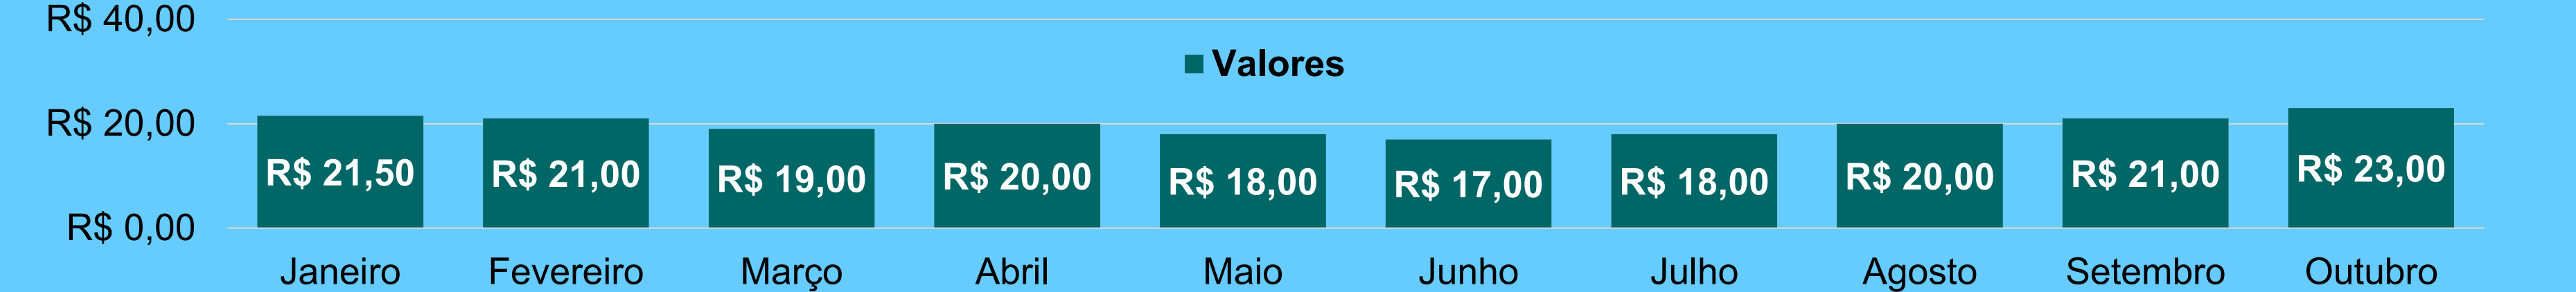 R$ 40,00
Valores
R$ 20,00
R$ 21,50 R$ 21,00 R$ 19,00 R$ 20,00 R$ 18,00 R$ 17,00 R$ 18,00 R$ 20,00 R$ 21,00 R$ 23,00
R$ 0,00
Janeiro Fevereiro Março Abril Maio Junho Julho Agosto Setembro Outubro